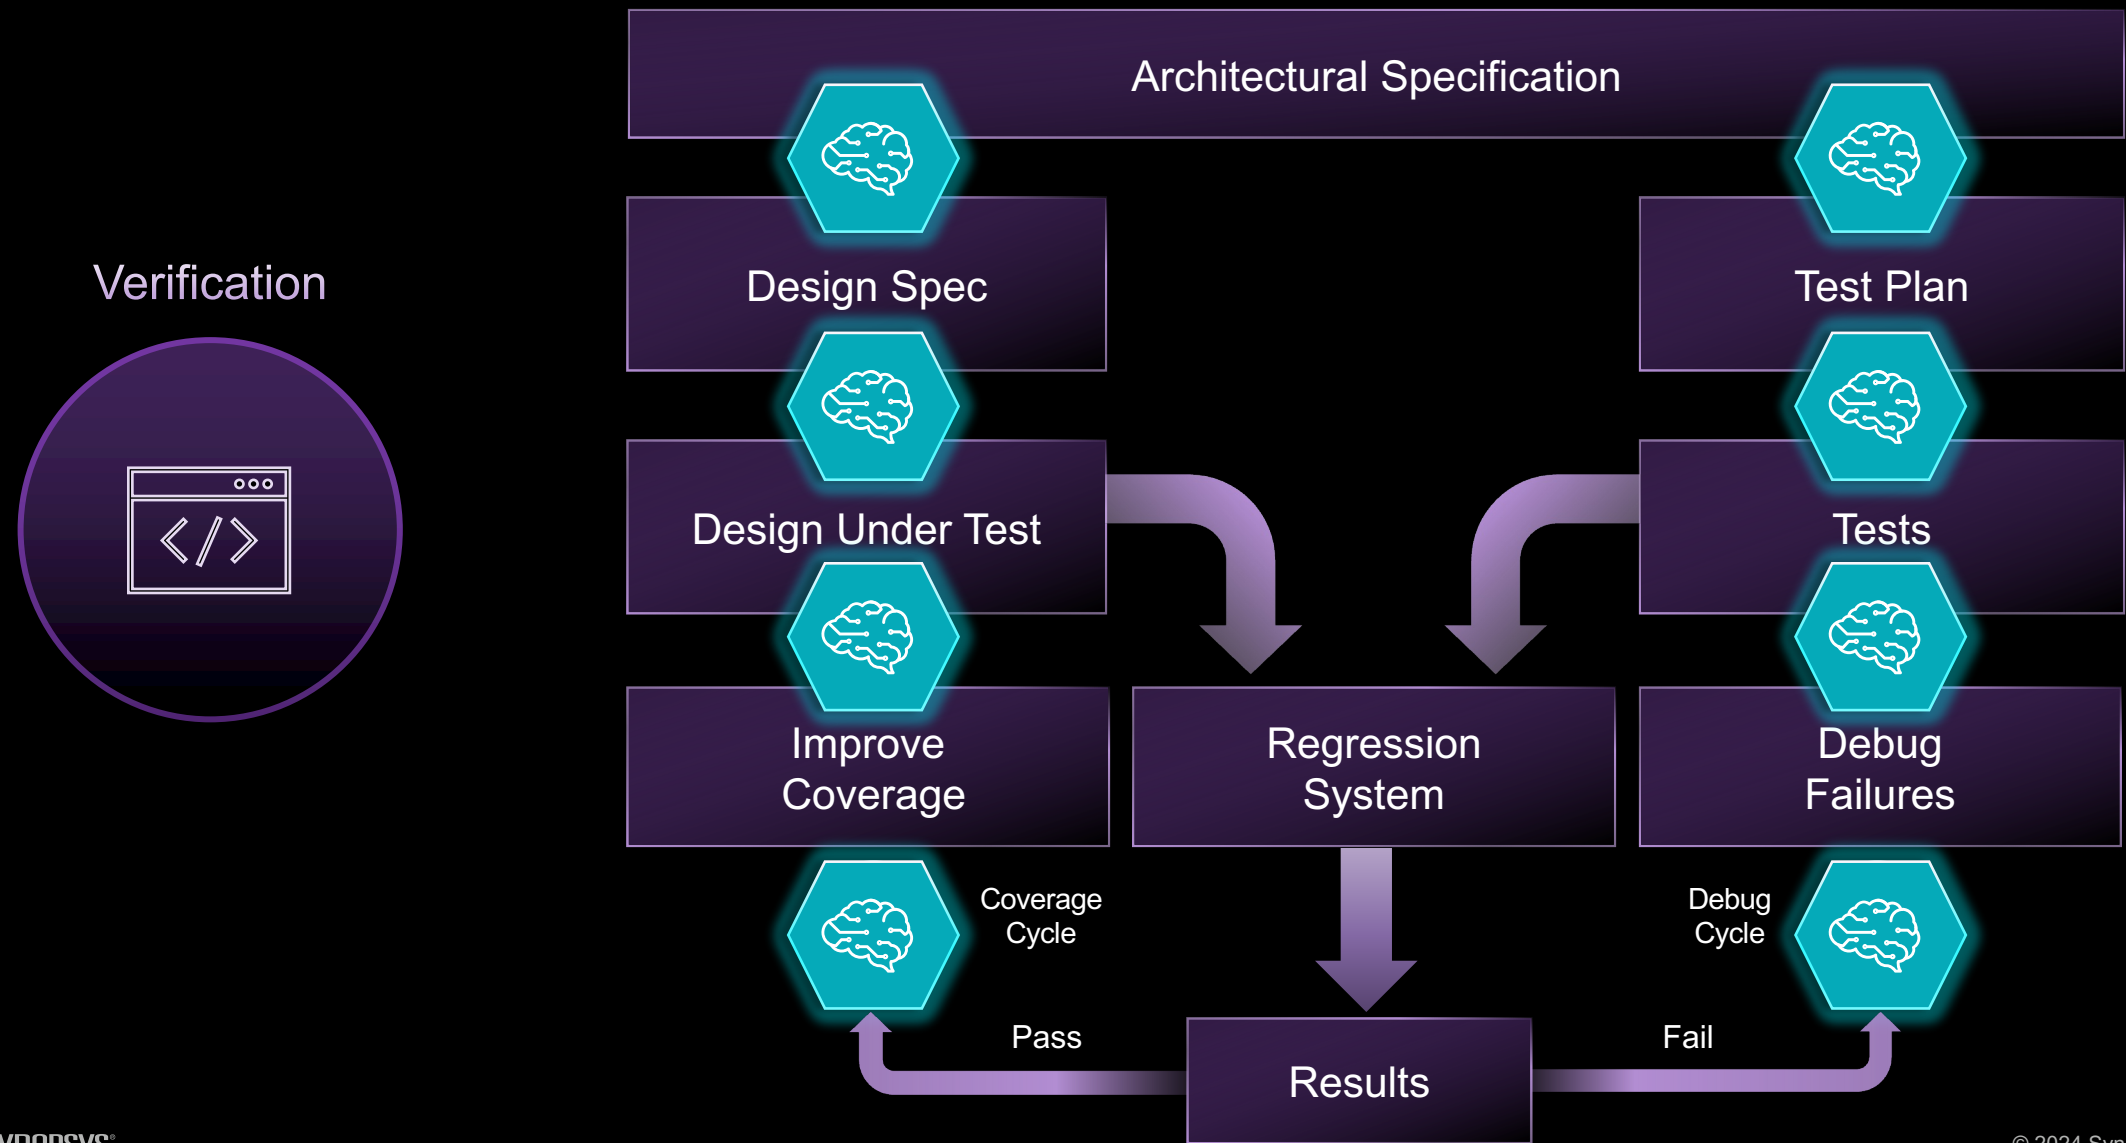 Architectural Specification
Verification
Design Spec
Test Plan
Design Under Test
Tests
Improve
Coverage
Regression
System
Debug
Failures
Coverage
Cycle
Debug
Cycle
Pass
Fail
Results
© 2024